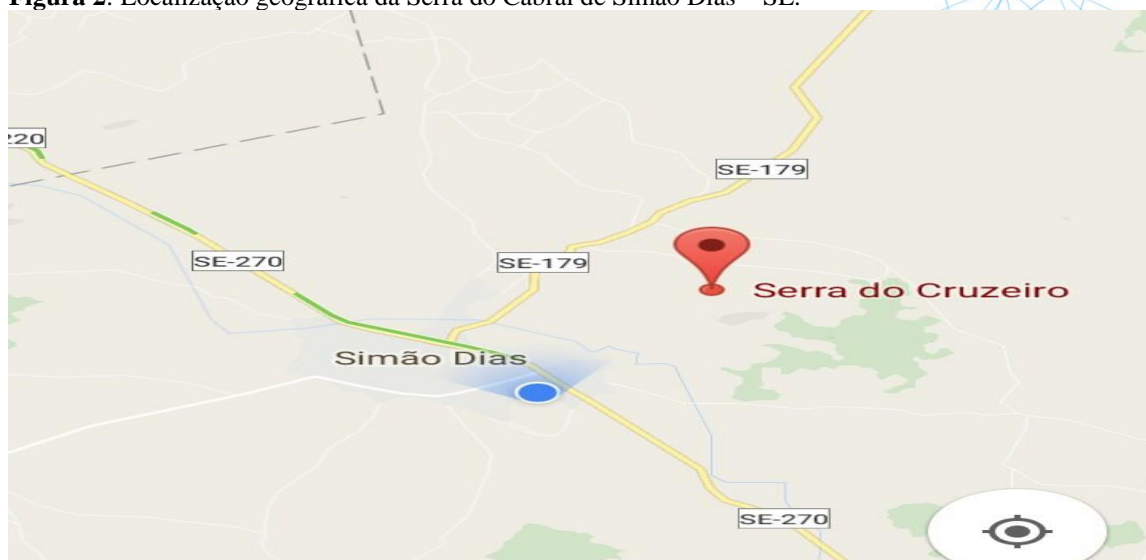 Figura 2: Localização geográfica da Serra do Cabral de Simão Dias – SE.
220
SE-179
SE-270
SE-179
Serra do Cruzeiro
Simão Dias
SE-270